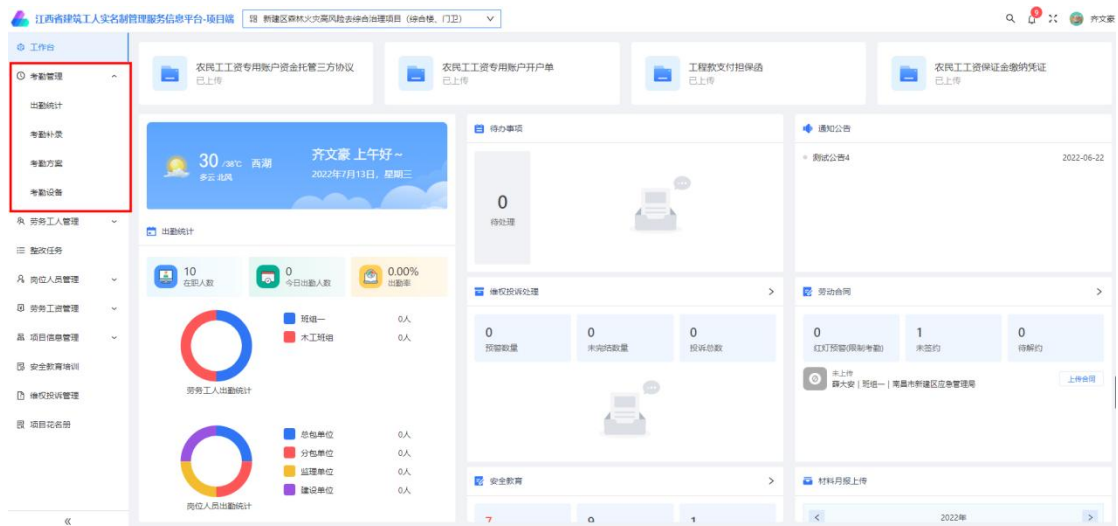 江西省建筑工人实名制管理服务信息平台-项目端
新建区森林火灾高风险去综合治理项目（综合楼、门卫）
9
齐文豪
工作台
考勤管理
出勤统计
考勤补录
考勤方案
考勤设备
劳务工人管理
整改任务
岗位人员管理
劳务工资管理
项目信息管理
安全教育培训
维权投诉管理
项目花名册
«
农民工工资专用账户资金托管三方协议
已上传
农民工工资专用账户开户单
已上传
工程款支付担保函
已上传
农民工工资保证金缴纳凭证
已上传
30 /38℃ 西湖
多云 北风
齐文豪 上午好~
2022年7月13日，星期三
出勤统计
10
在职人数
0
今日出勤人数
0.00%
出勤率
班组一 0人
木工班组 0人
劳务工人出勤统计
总包单位 0人
分包单位 0人
监理单位 0人
建设单位 0人
岗位人员出勤统计
待办事项
0
待处理
维权投诉处理 >
0
预警数量
0
未完结数量
0
投诉总数
安全教育 >
7
0
1
通知公告
测试公告4 2022-06-22
劳动合同 >
0
红灯预警(限制考勤)
1
未签约
0
待解约
未上传
薛大安 | 班组一 | 南昌市新建区应急管理局
上传合同
材料月报上传
< 2022年 >